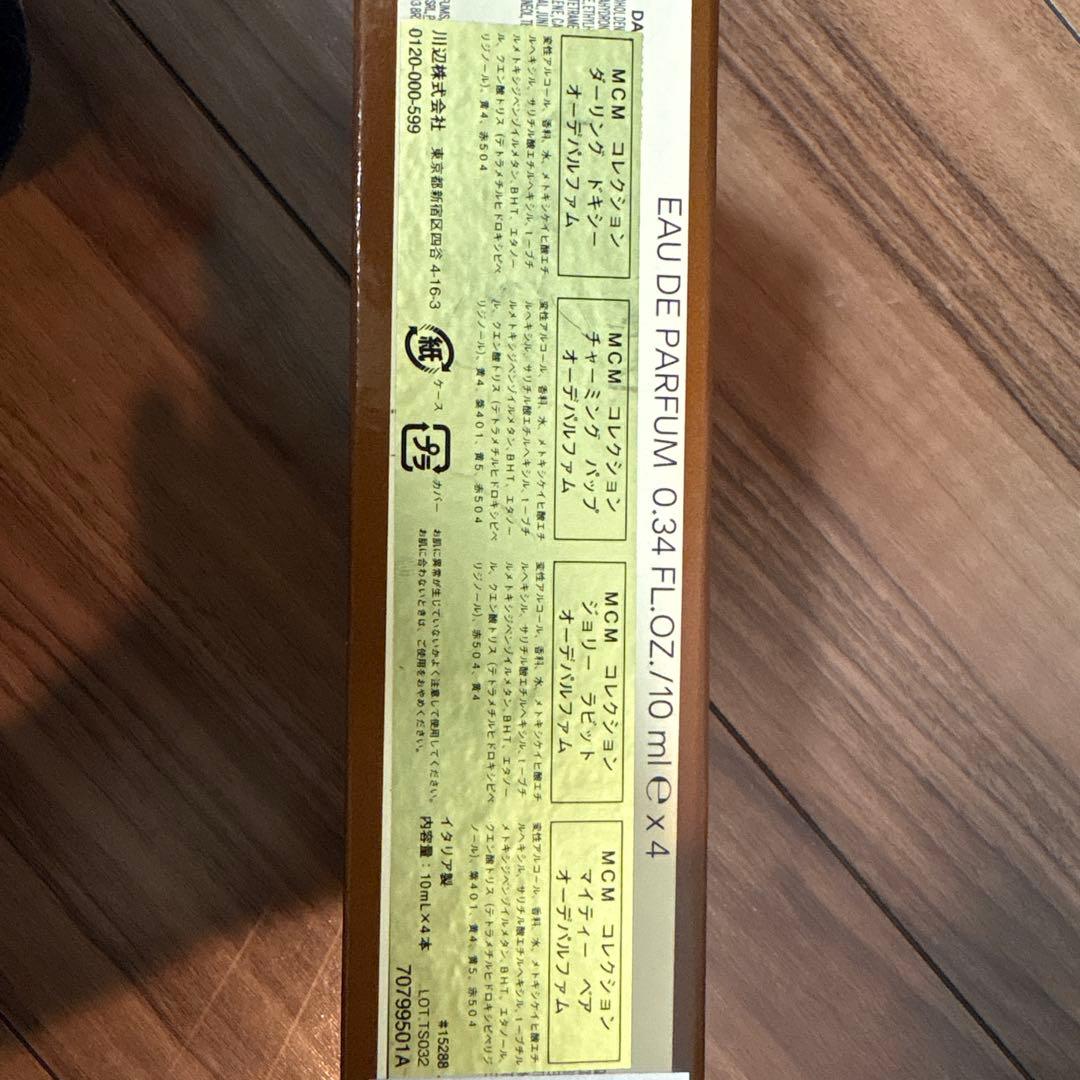 EAU DE PARFUM 0.34 FL.OZ./10 ml ℮ x 4
DA
MCM コレクション
ダーリング ドキシー
オーデパルファム
変性アルコール、香料、水、メトキシケイヒ酸エチ
ルヘキシル、サリチル酸エチルヘキシル、t-ブチ
ルメトキシジベンゾイルメタン、BHT、エタノー
ル、クエン酸トリス(テトラメチルヒドロキシピペ
リジノール)、黄4、赤504
MCM コレクション
チャーミング パップ
オーデパルファム
変性アルコール、香料、水、メトキシケイヒ酸エチ
ルヘキシル、サリチル酸エチルヘキシル、t-ブチ
ルメトキシジベンゾイルメタン、BHT、エタノー
ル、クエン酸トリス(テトラメチルヒドロキシピペ
リジノール)、黄4、紫401、黄5、赤504
MCM コレクション
ジョリー ラビット
オーデパルファム
変性アルコール、香料、水、メトキシケイヒ酸エチ
ルヘキシル、サリチル酸エチルヘキシル、t-ブチ
ルメトキシジベンゾイルメタン、BHT、エタノー
ル、クエン酸トリス(テトラメチルヒドロキシピペ
リジノール)、赤504、黄4
MCM コレクション
マイティー ベア
オーデパルファム
変性アルコール、香料、水、メトキシケイヒ酸エチ
ルヘキシル、サリチル酸エチルヘキシル、t-ブチル
メトキシジベンゾイルメタン、BHT、エタノール、
クエン酸トリス(テトラメチルヒドロキシピペリジ
ノール)、紫401、黄4、黄5、赤504
川辺株式会社 東京都新宿区四谷 4-16-3
0120-000-599
紙 ケース
プラ カバー
お肌に異常が生じていないかよく注意して使用してください。
お肌に合わないときは、ご使用をおやめください。
イタリア製
内容量:10mL×4本
#15288
LOT.TS032
70799501A